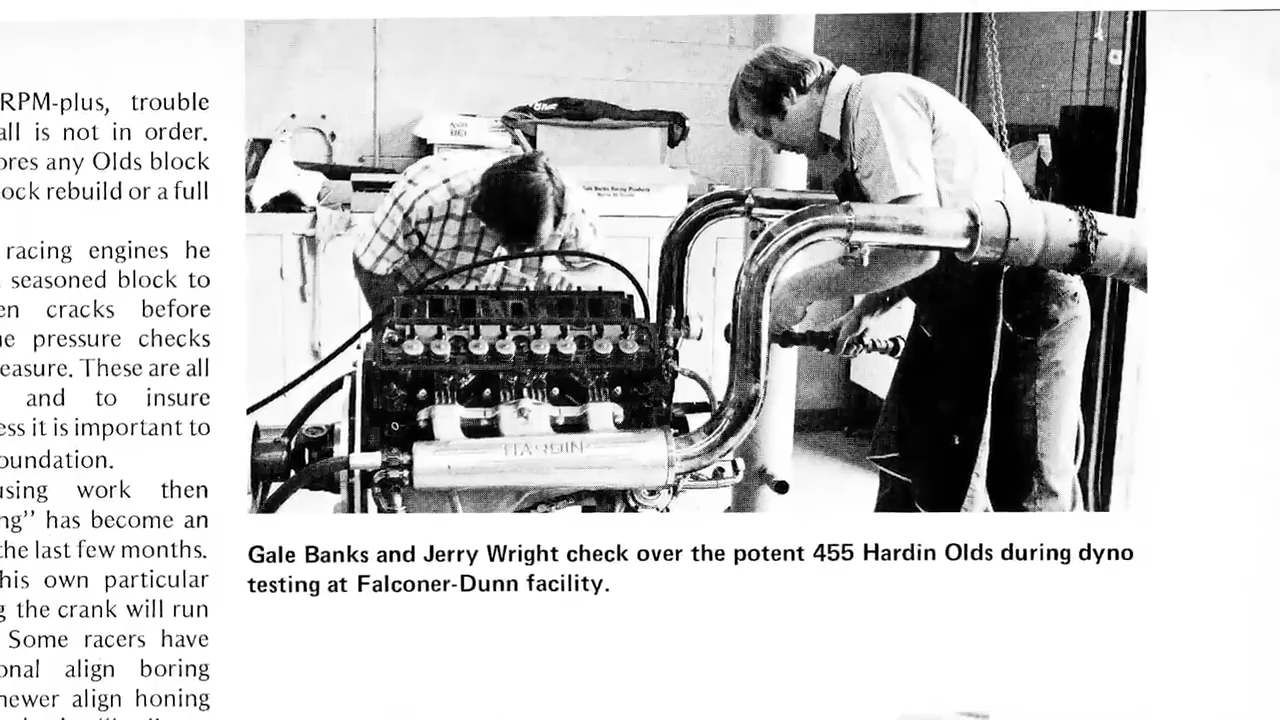 RPM-plus, trouble
all is not in order.
ores any Olds block
ock rebuild or a full
racing engines he
seasoned block to
en cracks before
ne pressure checks
easure. These are all
and to insure
ess it is important to
oundation.
using work then
ng" has become an
the last few months.
his own particular
g the crank will run
Some racers have
onal align boring
newer align honing
Gale Banks Racing Products
HARDIN
Gale Banks and Jerry Wright check over the potent 455 Hardin Olds during dyno
testing at Falconer-Dunn facility.